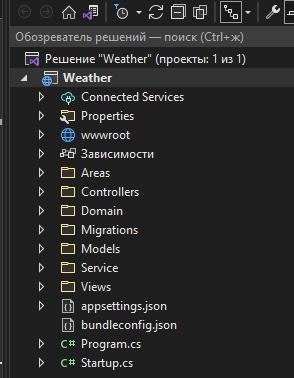 Обозреватель решений — поиск (Ctrl+ж)
Решение "Weather" (проекты: 1 из 1)
Weather
Connected Services
Properties
wwwroot
Зависимости
Areas
Controllers
Domain
Migrations
Models
Service
Views
appsettings.json
bundleconfig.json
C# Program.cs
C# Startup.cs